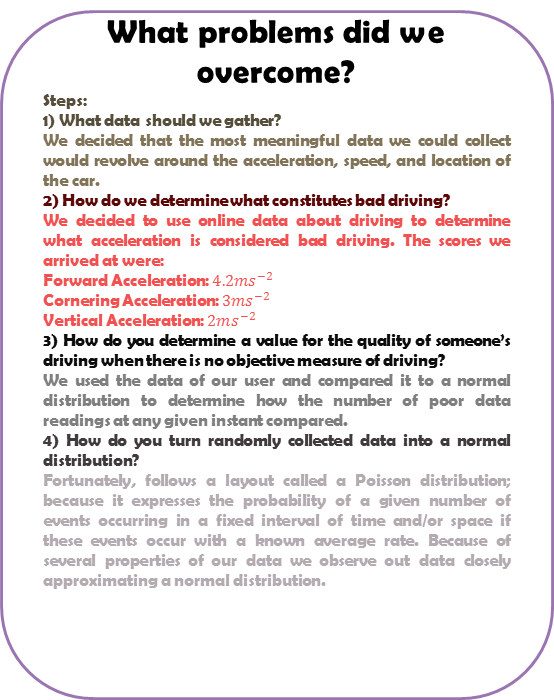 What problems did we
overcome?
Steps:
1) What data should we gather?
We decided that the most meaningful data we could collect
would revolve around the acceleration, speed, and location of
the car.
2) How do we determine what constitutes bad driving?
We decided to use online data about driving to determine
what acceleration is considered bad driving. The scores we
arrived at were:
Forward Acceleration: 4.2ms⁻²
Cornering Acceleration: 3ms⁻²
Vertical Acceleration: 2ms⁻²
3) How do you determine a value for the quality of someone’s
driving when there is no objective measure of driving?
We used the data of our user and compared it to a normal
distribution to determine how the number of poor data
readings at any given instant compared.
4) How do you turn randomly collected data into a normal
distribution?
Fortunately, follows a layout called a Poisson distribution;
because it expresses the probability of a given number of
events occurring in a fixed interval of time and/or space if
these events occur with a known average rate. Because of
several properties of our data we observe out data closely
approximating a normal distribution.